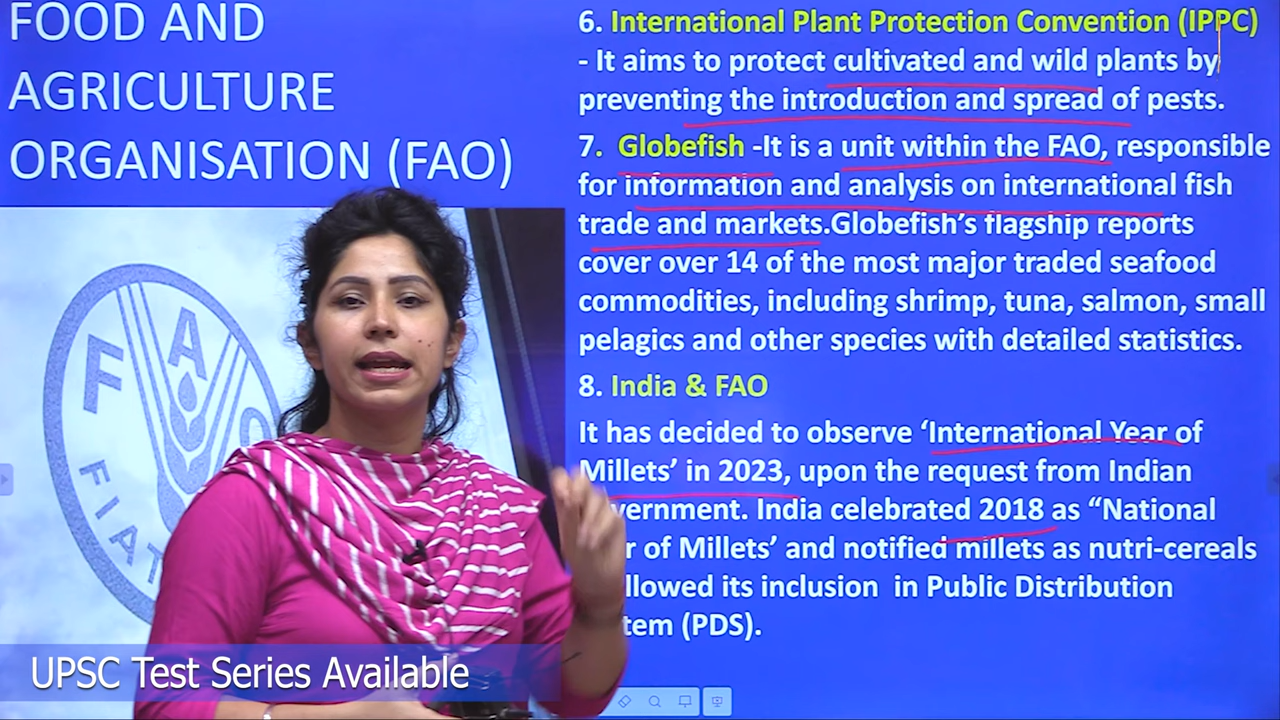 FOOD AND
AGRICULTURE
ORGANISATION (FAO)
F
A
O
FIAT
6. International Plant Protection Convention (IPPC)
- It aims to protect cultivated and wild plants by
preventing the introduction and spread of pests.
7. Globefish -It is a unit within the FAO, responsible
for information and analysis on international fish
trade and markets.Globefish’s flagship reports
cover over 14 of the most major traded seafood
commodities, including shrimp, tuna, salmon, small
pelagics and other species with detailed statistics.
8. India & FAO
It has decided to observe ‘International Year of
Millets’ in 2023, upon the request from Indian
vernment. India celebrated 2018 as “National
r of Millets’ and notified millets as nutri-cereals
llowed its inclusion in Public Distribution
tem (PDS).
UPSC Test Series Available